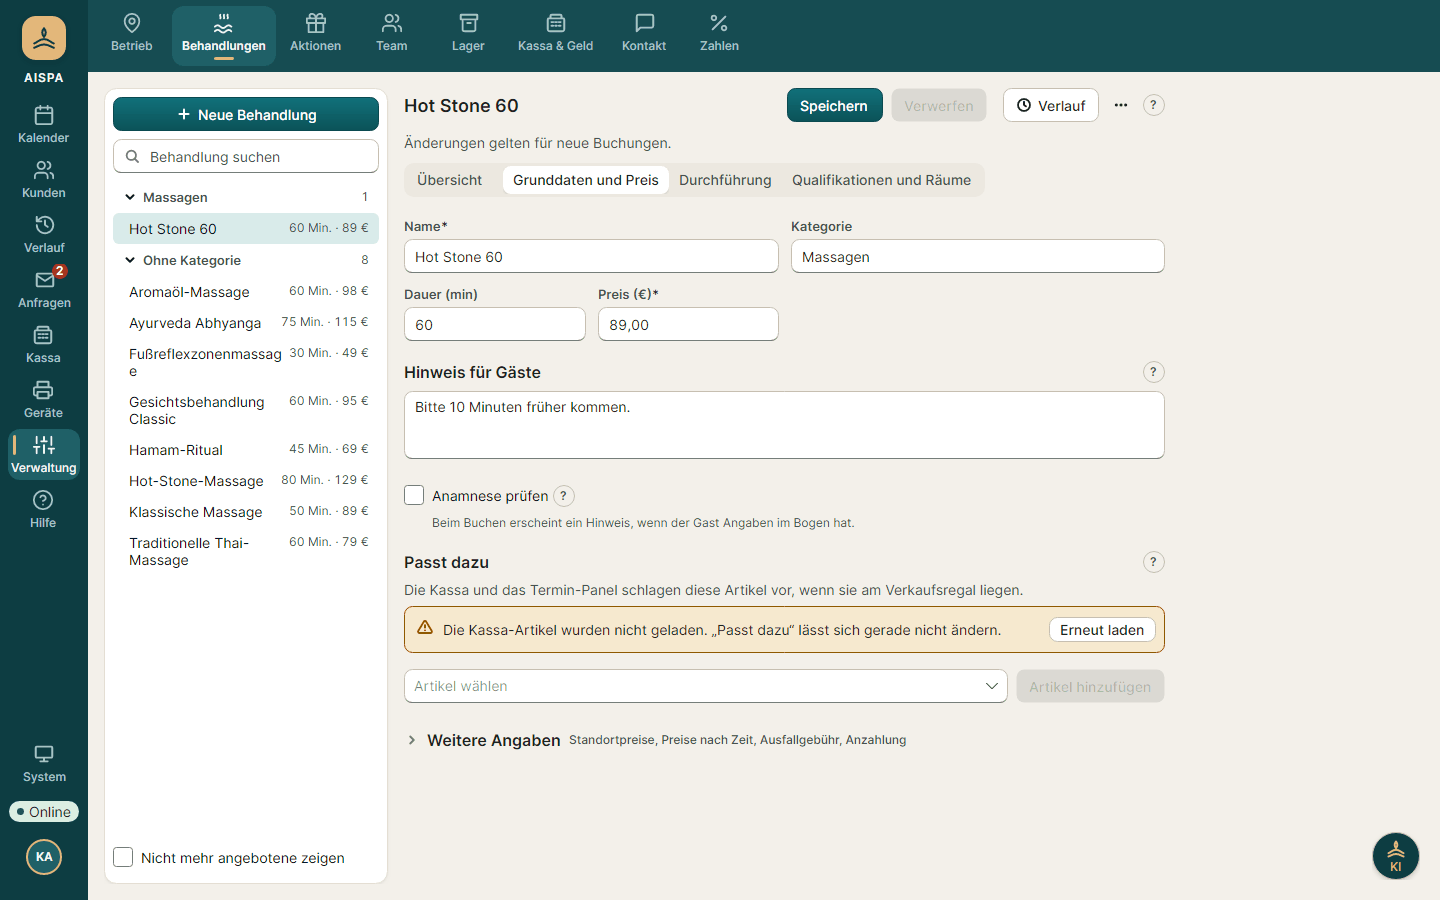 AISPA
Kalender
Kunden
Verlauf
2
Anfragen
Kassa
Geräte
Verwaltung
Hilfe
System
Online
KA
Betrieb
Behandlungen
Aktionen
Team
Lager
Kassa & Geld
Kontakt
Zahlen
+ Neue Behandlung
Behandlung suchen
Massagen 1
Hot Stone 60 60 Min. · 89 €
Ohne Kategorie 8
Aromaöl-Massage 60 Min. · 98 €
Ayurveda Abhyanga 75 Min. · 115 €
Fußreflexzonenmassag 30 Min. · 49 €
e
Gesichtsbehandlung 60 Min. · 95 €
Classic
Hamam-Ritual 45 Min. · 69 €
Hot-Stone-Massage 80 Min. · 129 €
Klassische Massage 50 Min. · 89 €
Traditionelle Thai- 60 Min. · 79 €
Massage
Nicht mehr angebotene zeigen
Hot Stone 60
Speichern
Verwerfen
Verlauf
?
Änderungen gelten für neue Buchungen.
Übersicht
Grunddaten und Preis
Durchführung
Qualifikationen und Räume
Name* Kategorie
Hot Stone 60 Massagen
Dauer (min) Preis (€)*
60 89,00
Hinweis für Gäste ?
Bitte 10 Minuten früher kommen.
Anamnese prüfen ?
Beim Buchen erscheint ein Hinweis, wenn der Gast Angaben im Bogen hat.
Passt dazu ?
Die Kassa und das Termin-Panel schlagen diese Artikel vor, wenn sie am Verkaufsregal liegen.
Die Kassa-Artikel wurden nicht geladen. „Passt dazu“ lässt sich gerade nicht ändern. Erneut laden
Artikel wählen Artikel hinzufügen
Weitere Angaben Standortpreise, Preise nach Zeit, Ausfallgebühr, Anzahlung
KI